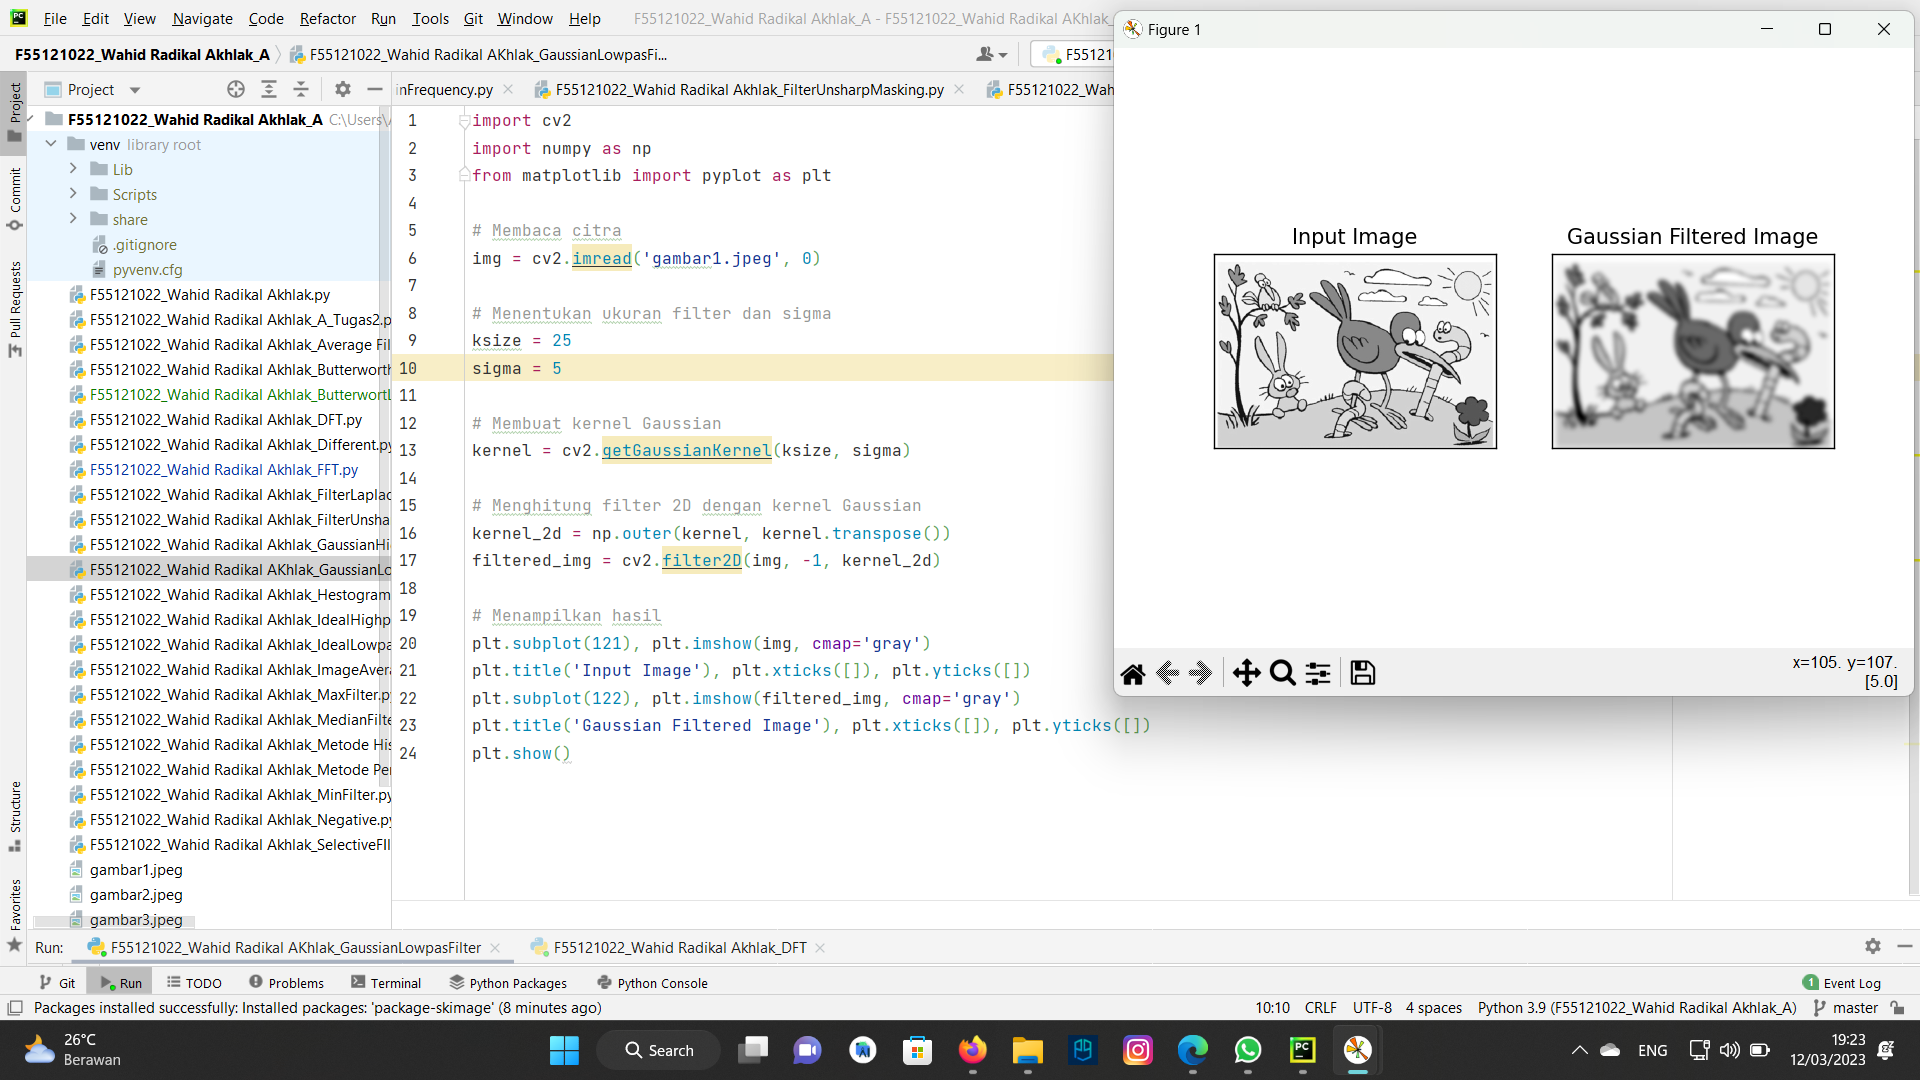 File Edit View Navigate Code Refactor Run Tools Git Window Help F55121022_Wahid Radikal Akhlak_A - F55121022_Wahid Radikal AKhlak_
F55121022_Wahid Radikal Akhlak_A F55121022_Wahid Radikal AKhlak_GaussianLowpasFi... F5512
Project
inFrequency.py F55121022_Wahid Radikal Akhlak_FilterUnsharpMasking.py F55121022_Wah
Project
Commit
Pull Requests
Structure
Favorites
F55121022_Wahid Radikal Akhlak_A C:\Users\
venv library root
Lib
Scripts
share
.gitignore
pyvenv.cfg
F55121022_Wahid Radikal Akhlak.py
F55121022_Wahid Radikal Akhlak_A_Tugas2.p
F55121022_Wahid Radikal Akhlak_Average Fil
F55121022_Wahid Radikal Akhlak_Butterworth
F55121022_Wahid Radikal Akhlak_ButterwortL
F55121022_Wahid Radikal Akhlak_DFT.py
F55121022_Wahid Radikal Akhlak_Different.py
F55121022_Wahid Radikal Akhlak_FFT.py
F55121022_Wahid Radikal Akhlak_FilterLaplac
F55121022_Wahid Radikal Akhlak_FilterUnsha
F55121022_Wahid Radikal Akhlak_GaussianHi
F55121022_Wahid Radikal AKhlak_GaussianLo
F55121022_Wahid Radikal Akhlak_Hestogram
F55121022_Wahid Radikal Akhlak_IdealHighp
F55121022_Wahid Radikal Akhlak_IdealLowpa
F55121022_Wahid Radikal Akhlak_ImageAvera
F55121022_Wahid Radikal Akhlak_MaxFilter.py
F55121022_Wahid Radikal Akhlak_MedianFilte
F55121022_Wahid Radikal Akhlak_Metode His
F55121022_Wahid Radikal Akhlak_Metode Per
F55121022_Wahid Radikal Akhlak_MinFilter.py
F55121022_Wahid Radikal Akhlak_Negative.py
F55121022_Wahid Radikal Akhlak_SelectiveFIl
gambar1.jpeg
gambar2.jpeg
gambar3.jpeg
1 import cv2
2 import numpy as np
3 from matplotlib import pyplot as plt
4
5 # Membaca citra
6 img = cv2.imread('gambar1.jpeg', 0)
7
8 # Menentukan ukuran filter dan sigma
9 ksize = 25
10 sigma = 5
11
12 # Membuat kernel Gaussian
13 kernel = cv2.getGaussianKernel(ksize, sigma)
14
15 # Menghitung filter 2D dengan kernel Gaussian
16 kernel_2d = np.outer(kernel, kernel.transpose())
17 filtered_img = cv2.filter2D(img, -1, kernel_2d)
18
19 # Menampilkan hasil
20 plt.subplot(121), plt.imshow(img, cmap='gray')
21 plt.title('Input Image'), plt.xticks([]), plt.yticks([])
22 plt.subplot(122), plt.imshow(filtered_img, cmap='gray')
23 plt.title('Gaussian Filtered Image'), plt.xticks([]), plt.yticks([])
24 plt.show()
Figure 1
Input Image
Gaussian Filtered Image
x=105. y=107.
[5.0]
Run: F55121022_Wahid Radikal AKhlak_GaussianLowpasFilter F55121022_Wahid Radikal Akhlak_DFT
Git Run TODO Problems Terminal Python Packages Python Console 1 Event Log
Packages installed successfully: Installed packages: 'package-skimage' (8 minutes ago) 10:10 CRLF UTF-8 4 spaces Python 3.9 (F55121022_Wahid Radikal Akhlak_A) master
26°C
Berawan
Search
ENG
19:23
12/03/2023